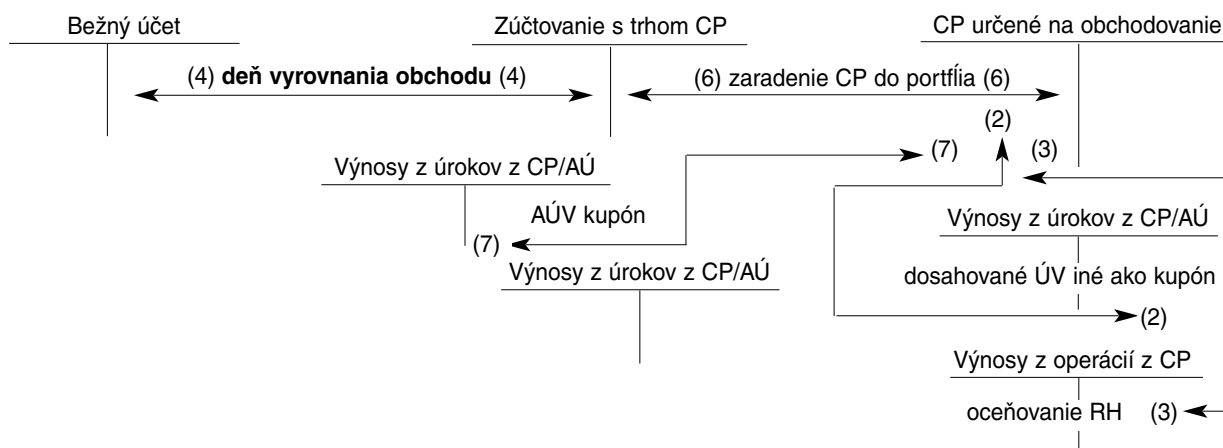 Bežný účet
Zúčtovanie s trhom CP
CP určené na obchodovanie
(4) deň vyrovnania obchodu (4)
(6) zaradenie CP do portflíia (6)
(2)
(7)
(3)
Výnosy z úrokov z CP/AÚ
AÚV kupón
Výnosy z úrokov z CP/AÚ
(7)
Výnosy z úrokov z CP/AÚ
dosahované ÚV iné ako kupón
(2)
Výnosy z operácií z CP
oceňovanie RH (3)